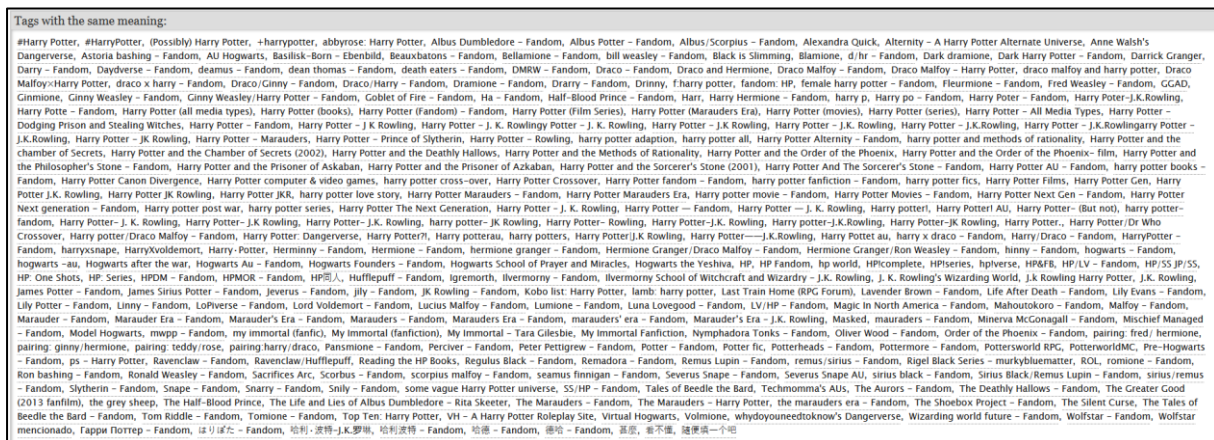 Tags with the same meaning:
#Harry Potter, #HarryPotter, (Possibly) Harry Potter, +harrypotter, abbyrose: Harry Potter, Albus Dumbledore - Fandom, Albus Potter - Fandom, Albus/Scorpius - Fandom, Alexandra Quick, Alternity - A Harry Potter Alternate Universe, Anne Walsh's
Dangerverse, Astoria bashing - Fandom, AU Hogwarts, Basilisk-Born - Ebenbild, Beauxbatons - Fandom, Bellamione - Fandom, bill weasley - Fandom, Black is Slimming, Blamione, d/hr - Fandom, Dark dramione, Dark Harry Potter - Fandom, Darrick Granger,
Darry - Fandom, Daydverse - Fandom, deamus - Fandom, dean thomas - Fandom, death eaters - Fandom, DMRW - Fandom, Draco - Fandom, Draco and Hermione, Draco Malfoy - Fandom, Draco Malfoy - Harry Potter, draco malfoy and harry potter, Draco
Malfoy×Harry Potter, draco x harry - Fandom, Draco/Ginny - Fandom, Draco/Harry - Fandom, Dramione - Fandom, Drarry - Fandom, Drinny, f:harry potter, fandom: HP, female harry potter - Fandom, Fleurmione - Fandom, Fred Weasley - Fandom, GGAD,
Ginmione, Ginny Weasley - Fandom, Ginny Weasley/Harry Potter - Fandom, Goblet of Fire - Fandom, Ha - Fandom, Half-Blood Prince - Fandom, Harr, Harry Hermione - Fandom, harry p, Harry po - Fandom, Harry Porter - Fandom, Harry Poter-J.K.Rowling,
Harry Potte - Fandom, Harry Potter (all media types), Harry Potter (books), Harry Potter (Fandom) - Fandom, Harry Potter (Film Series), Harry Potter (Marauders Era), Harry Potter (movies), Harry Potter (series), Harry Potter - All Media Types, Harry Potter -
Dodging Prison and Stealing Witches, Harry Potter - Fandom, Harry Potter - J K Rowling, Harry Potter - J. K. Rowlingy Potter - J. K. Rowling, Harry Potter - J.K Rowling, Harry Potter - J.K. Rowling, Harry Potter - J.K.Rowling, Harry Potter - J.K.Rowlingarry Potter -
J.K.Rowling, Harry Potter - JK Rowling, Harry Potter - Marauders, Harry Potter - Prince of Slytherin, Harry Potter - Rowling, harry potter adaption, harry potter all, Harry Potter Alternity - Fandom, harry potter and methods of rationality, Harry Potter and the
chamber of Secrets, Harry Potter and the Chamber of Secrets (2002), Harry Potter and the Deathly Hallows, Harry Potter and the Methods of Rationality, Harry Potter and the Order of the Phoenix, Harry Potter and the Order of the Phoenix- film, Harry Potter and
the Philosopher's Stone - Fandom, Harry Potter and the Prisoner of Askaban, Harry Potter and the Prisoner of Azkaban, Harry Potter and the Sorcerer's Stone (2001), Harry Potter And The Sorcerer's Stone - Fandom, Harry Potter AU - Fandom, harry potter books -
Fandom, Harry Potter Canon Divergence, Harry Potter computer & video games, harry potter cross-over, Harry Potter Crossover, Harry Potter fandom - Fandom, harry potter fanfiction - Fandom, harry potter fics, Harry Potter Films, Harry Potter Gen, Harry
Potter J.K. Rowling, Harry Potter JK Rowling, Harry Potter JKR, harry potter love story, Harry Potter Marauders - Fandom, Harry Potter Marauders Era, Harry potter movie - Fandom, Harry Potter Movies - Fandom, Harry Potter Next Gen - Fandom, Harry Potter
Next generation - Fandom, Harry potter post war, harry potter series, Harry Potter The Next Generation, Harry Potter – J. K. Rowling, Harry Potter — Fandom, Harry Potter — J. K. Rowling, Harry potter!, Harry Potter! AU, Harry Potter- (But not), harry potter-
fandom, Harry Potter- J. K. Rowling, Harry Potter- J.K Rowling, Harry Potter- J.K. Rowling, harry potter- JK Rowling, Harry Potter- Rowling, Harry Potter-J.K. Rowling, Harry potter-J.K.Rowling, Harry Potter-JK Rowling, Harry Potter., Harry Potter/Dr Who
Crossover, Harry potter/Draco Malfoy - Fandom, Harry Potter: Dangerverse, Harry Potter?!, Harry potterau, harry potters, Harry Potter|J.K Rowling, Harry Potter——J.K.Rowling, Harry Potet au, harry x draco - Fandom, Harry/Draco - Fandom, HarryPotter -
Fandom, harryxsnape, HarryXvoldemort, Harry·Potter, Herminny - Fandom, Hermione - Fandom, hermione granger - Fandom, Hermione Granger/Draco Malfoy - Fandom, Hermione Granger/Ron Weasley - Fandom, hinny - Fandom, hogwarts - Fandom,
hogwarts -au, Hogwarts after the war, Hogwarts Au - Fandom, Hogwarts Founders - Fandom, Hogwarts School of Prayer and Miracles, Hogwarts the Yeshiva, HP, HP Fandom, hp world, HP!complete, HP!series, hp!verse, HP&FB, HP/LV - Fandom, HP/SS JP/SS,
HP: One Shots, HP: Series, HPDM - Fandom, HPMOR - Fandom, HP同人, Hufflepuff - Fandom, Igremorth, Ilvermorny - Fandom, Ilvermorny School of Witchcraft and Wizardry - J.K. Rowling, J. K. Rowling's Wizarding World, J.k Rowling Harry Potter, J.K. Rowling,
James Potter - Fandom, James Sirius Potter - Fandom, Jeverus - Fandom, jily - Fandom, JK Rowling - Fandom, Kobo list: Harry Potter, lamb: harry potter, Last Train Home (RPG Forum), Lavender Brown - Fandom, Life After Death - Fandom, Lily Evans - Fandom,
Lily Potter - Fandom, Linny - Fandom, LoPiverse - Fandom, Lord Voldemort - Fandom, Lucius Malfoy - Fandom, Lumione - Fandom, Luna Lovegood - Fandom, LV/HP - Fandom, Magic In North America - Fandom, Mahoutokoro - Fandom, Malfoy - Fandom,
Marauder - Fandom, Marauder Era - Fandom, Marauder's Era - Fandom, Marauders - Fandom, Marauders Era - Fandom, marauders' era - Fandom, Marauder's Era - J.K. Rowling, Masked, mauraders - Fandom, Minerva McGonagall - Fandom, Mischief Managed
- Fandom, Model Hogwarts, mwpp - Fandom, my immortal (fanfic), My Immortal (fanfiction), My Immortal - Tara Gilesbie, My Immortal Fanfiction, Nymphadora Tonks - Fandom, Oliver Wood - Fandom, Order of the Phoenix - Fandom, pairing: fred/ hermione,
pairing: ginny/hermione, pairing: teddy/rose, pairing:harry/draco, Pansmione - Fandom, Perciver - Fandom, Peter Pettigrew - Fandom, Potter - Fandom, Potter fic, Potterheads - Fandom, Pottermore - Fandom, Pottersworld RPG, PotterworldMC, Pre-Hogwarts
- Fandom, ps - Harry Potter, Ravenclaw - Fandom, Ravenclaw/Hufflepuff, Reading the HP Books, Regulus Black - Fandom, Remadora - Fandom, Remus Lupin - Fandom, remus/sirius - Fandom, Rigel Black Series - murkybluematter, ROL, romione - Fandom,
Ron bashing - Fandom, Ronald Weasley - Fandom, Sacrifices Arc, Scorbus - Fandom, scorpius malfoy - Fandom, seamus finnigan - Fandom, Severus Snape - Fandom, Severus Snape AU, sirius black - Fandom, Sirius Black/Remus Lupin - Fandom, sirius/remus
- Fandom, Slytherin - Fandom, Snape - Fandom, Snarry - Fandom, Snily - Fandom, some vague Harry Potter universe, SS/HP - Fandom, Tales of Beedle the Bard, Techmomma's AUs, The Aurors - Fandom, The Deathly Hallows - Fandom, The Greater Good
(2013 fanfilm), the grey sheep, The Half-Blood Prince, The Life and Lies of Albus Dumbledore - Rita Skeeter, The Marauders - Fandom, The Marauders - Harry Potter, the marauders era - Fandom, The Shoebox Project - Fandom, The Silent Curse, The Tales of
Beedle the Bard - Fandom, Tom Riddle - Fandom, Tomione - Fandom, Top Ten: Harry Potter, VH - A Harry Potter Roleplay Site, Virtual Hogwarts, Volmione, whydoyouneedtoknow's Dangerverse, Wizarding world future - Fandom, Wolfstar - Fandom, Wolfstar
mencionado, Гарри Поттер - Fandom, はりぽた - Fandom, 哈利·波特-J.K.罗琳, 哈利波特 - Fandom, 哈德 - Fandom, 德哈 - Fandom, 甚麼, 看不懂, 随便填一个吧